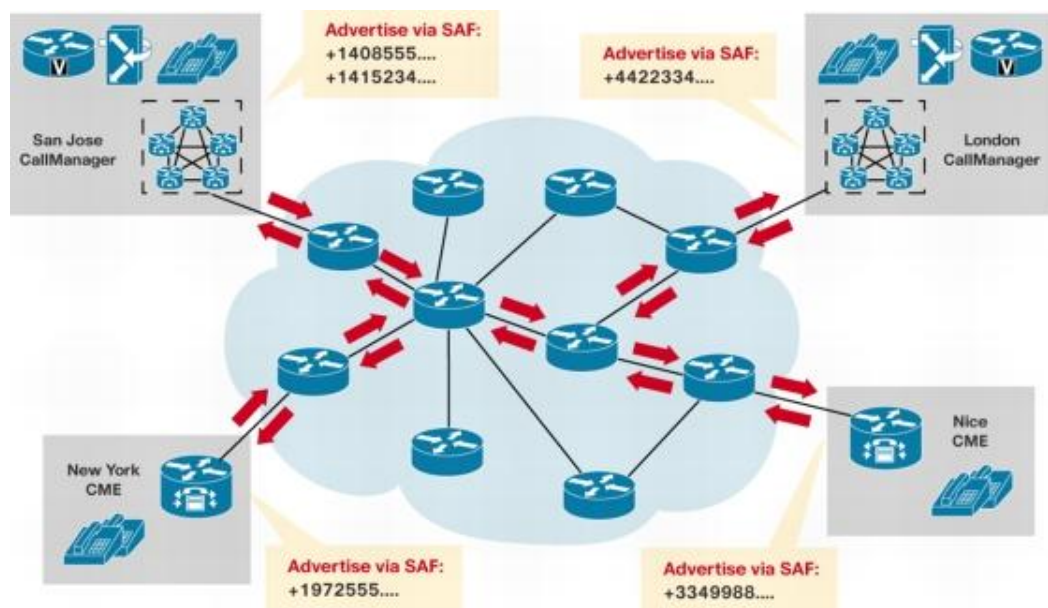 Advertise via SAF:
+1408555....
+1415234....
Advertise via SAF:
+4422334....
V
V
San Jose
CallManager
London
CallManager
New York
CME
Nice
CME
Advertise via SAF:
+1972555....
Advertise via SAF:
+3349988....